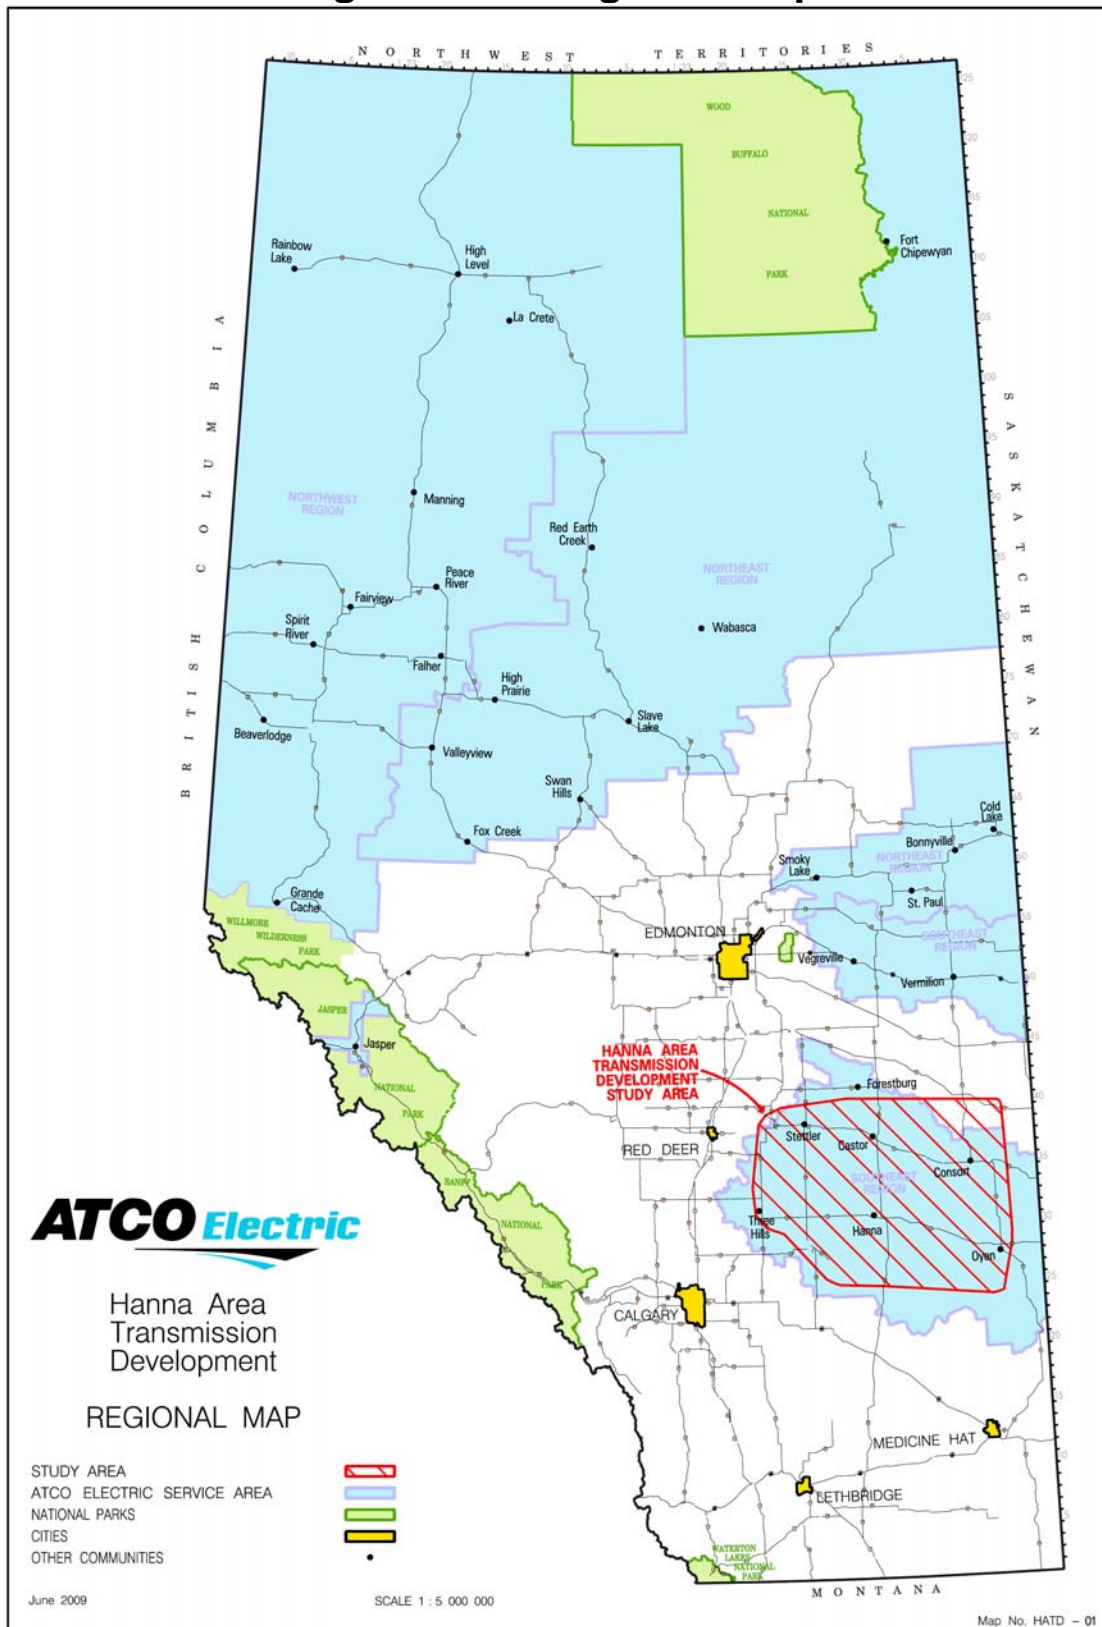 NORTHWEST TERRITORIES
WOOD
BUFFALO
NATIONAL
PARK
Fort
Chipewyan
Rainbow
Lake
High
Level
La Crete
BRITISH COLUMBIA
SASKATCHEWAN
NORTHWEST
REGION
Manning
Red Earth
Creek
NORTHEAST
REGION
Peace
River
Fairview
Wabasca
Spirit
River
Falher
High
Prairie
Slave
Lake
Beaverlodge
Valleyview
Swan
Hills
Cold
Lake
Fox Creek
Bonnyville
NORTHEAST
REGION
Smoky
Lake
St. Paul
Grande
Cache
WILLMORE
WILDERNESS
PARK
EDMONTON
SOUTHEAST
REGION
Vegreville
Vermilion
JASPER
Jasper
NATIONAL
PARK
HANNA AREA
TRANSMISSION
DEVELOPMENT
STUDY AREA
Forestburg
Stettler
Castor
RED DEER
Consort
SOUTHEAST
REGION
BANFF
NATIONAL
PARK
Three
Hills
Hanna
Oyen
CALGARY
ATCO Electric
Hanna Area
Transmission
Development
REGIONAL MAP
MEDICINE HAT
LETHBRIDGE
STUDY AREA
ATCO ELECTRIC SERVICE AREA
NATIONAL PARKS
CITIES
OTHER COMMUNITIES
WATERTON
LAKES
NATIONAL
PARK
MONTANA
June 2009
SCALE 1 : 5 000 000
Map No. HATD - 01